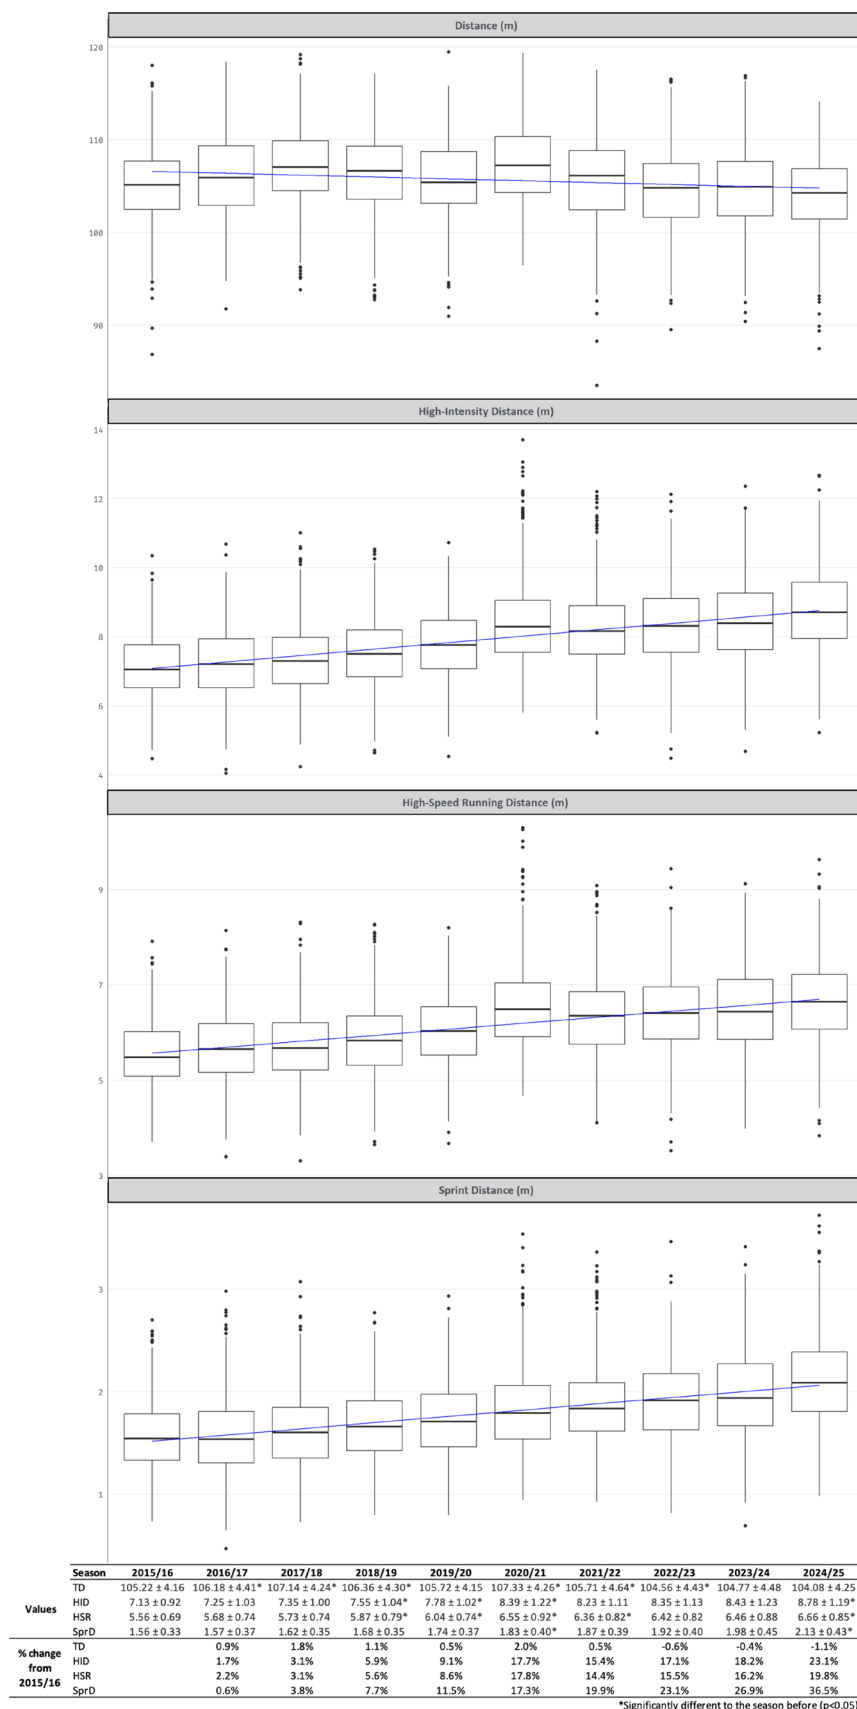 Distance (m)
120
110
100
90
High-Intensity Distance (m)
14
12
10
8
6
4
High-Speed Running Distance (m)
9
7
5
3
Sprint Distance (m)
3
2
1
Season 2015/16 2016/17 2017/18 2018/19 2019/20 2020/21 2021/22 2022/23 2023/24 2024/25
Values
TD 105.22 ± 4.16 106.18 ± 4.41* 107.14 ± 4.24* 106.36 ± 4.30* 105.72 ± 4.15 107.33 ± 4.26* 105.71 ± 4.64* 104.56 ± 4.43* 104.77 ± 4.48 104.08 ± 4.25
HID 7.13 ± 0.92 7.25 ± 1.03 7.35 ± 1.00 7.55 ± 1.04* 7.78 ± 1.02* 8.39 ± 1.22* 8.23 ± 1.11 8.35 ± 1.13 8.43 ± 1.23 8.78 ± 1.19*
HSR 5.56 ± 0.69 5.68 ± 0.74 5.73 ± 0.74 5.87 ± 0.79* 6.04 ± 0.74* 6.55 ± 0.92* 6.36 ± 0.82* 6.42 ± 0.82 6.46 ± 0.88 6.66 ± 0.85*
SprD 1.56 ± 0.33 1.57 ± 0.37 1.62 ± 0.35 1.68 ± 0.35 1.74 ± 0.37 1.83 ± 0.40* 1.87 ± 0.39 1.92 ± 0.40 1.98 ± 0.45 2.13 ± 0.43*
% change from 2015/16
TD 0.9% 1.8% 1.1% 0.5% 2.0% 0.5% -0.6% -0.4% -1.1%
HID 1.7% 3.1% 5.9% 9.1% 17.7% 15.4% 17.1% 18.2% 23.1%
HSR 2.2% 3.1% 5.6% 8.6% 17.8% 14.4% 15.5% 16.2% 19.8%
SprD 0.6% 3.8% 7.7% 11.5% 17.3% 19.9% 23.1% 26.9% 36.5%
*Significantly different to the season before (p<0.05)